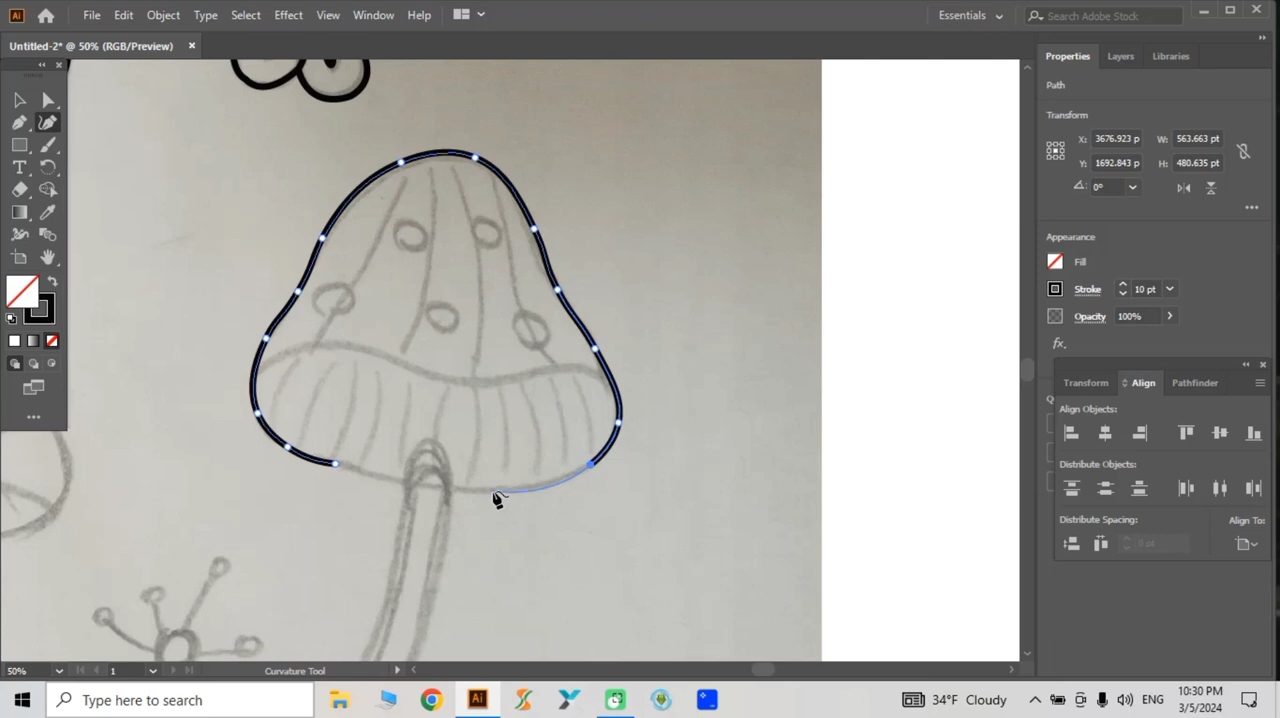 Ai File Edit Object Type Select Effect View Window Help Essentials Search Adobe Stock
Untitled-2* @ 50% (RGB/Preview)
Properties Layers Libraries
Path
Transform
X: 3676.923 p W: 563.663 pt
Y: 1692.843 p H: 480.635 pt
0°
Appearance
Fill
Stroke 10 pt
Opacity 100%
fx.
Transform Align Pathfinder
Align Objects:
Distribute Objects:
Distribute Spacing: Align To:
0 pt
50% 1 Curvature Tool
Type here to search Ai 34°F Cloudy ENG 10:30 PM
3/5/2024